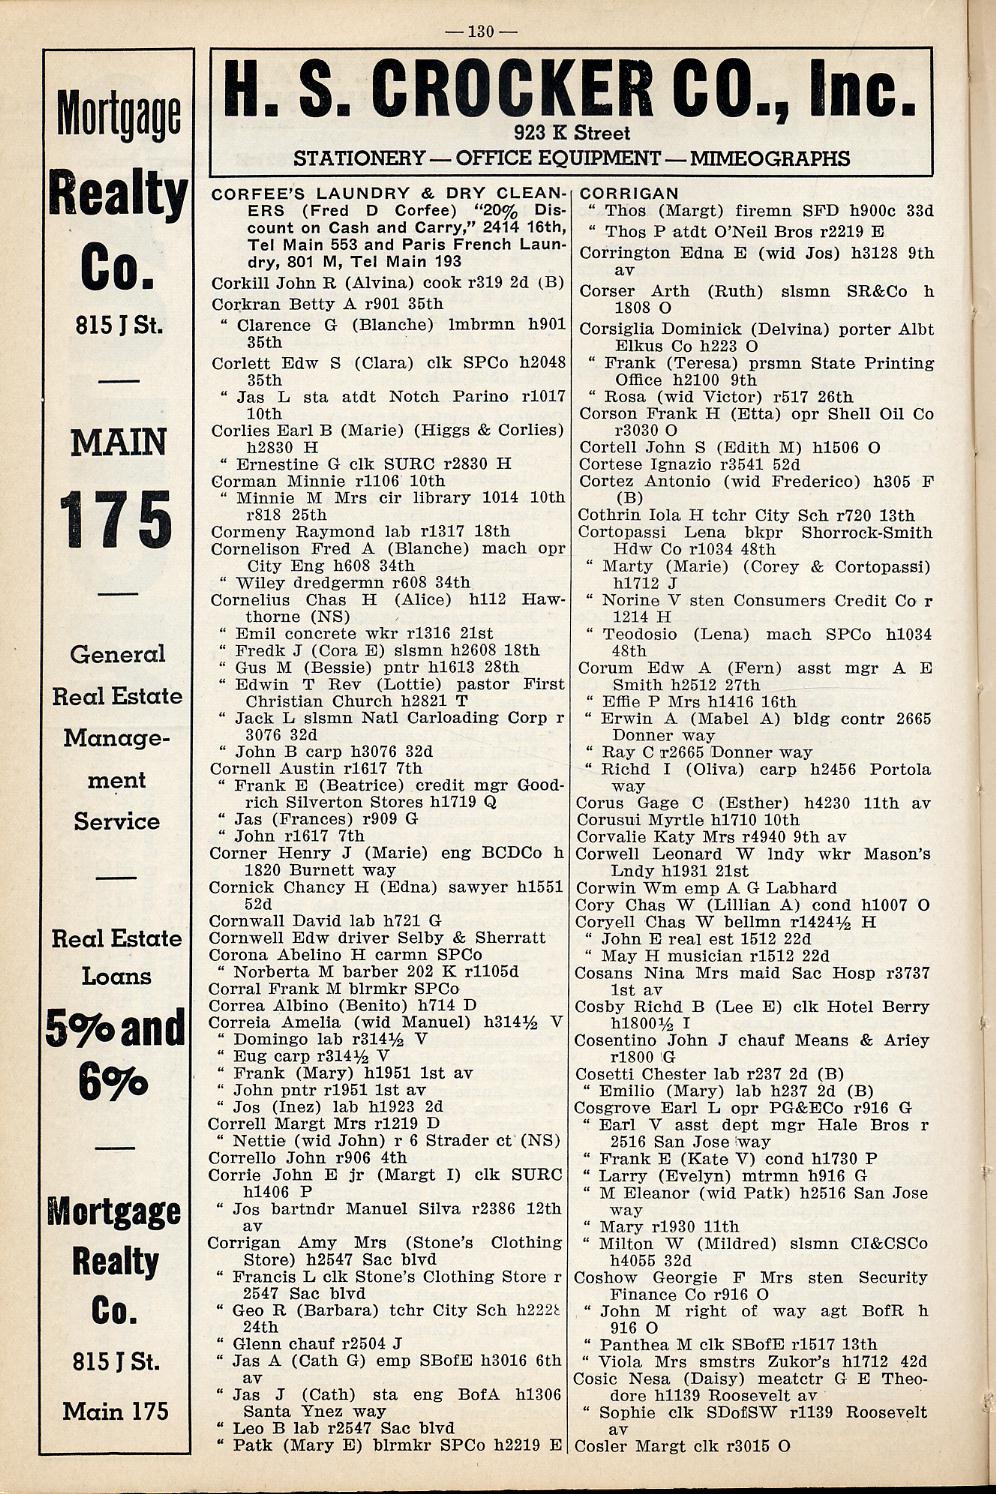 — 130 —
Mortgage
Realty
Co.
815 J St.
MAIN
175
General
Real Estate
Manage-
ment
Service
Real Estate
Loans
5% and
6%
Mortgage
Realty
Co.
815 J St.
Main 175
H. S. CROCKER CO., Inc.
923 K Street
STATIONERY — OFFICE EQUIPMENT — MIMEOGRAPHS
CORFEE'S LAUNDRY & DRY CLEAN-
ERS (Fred D Corfee) "20% Dis-
count on Cash and Carry," 2414 16th,
Tel Main 553 and Paris French Laun-
dry, 801 M, Tel Main 193
Corkill John R (Alvina) cook r319 2d (B)
Corkran Betty A r901 35th
" Clarence G (Blanche) lmbrmn h901
35th
Corlett Edw S (Clara) clk SPCo h2048
35th
" Jas L sta atdt Notch Parino r1017
10th
Corlies Earl B (Marie) (Higgs & Corlies)
h2830 H
" Ernestine G clk SURC r2830 H
Corman Minnie r1106 10th
" Minnie M Mrs cir library 1014 10th
r818 25th
Cormeny Raymond lab r1317 18th
Cornelison Fred A (Blanche) mach opr
City Eng h608 34th
" Wiley dredgermn r608 34th
Cornelius Chas H (Alice) h112 Haw-
thorne (NS)
" Emil concrete wkr r1316 21st
" Fredk J (Cora E) slsmn h2608 18th
" Gus M (Bessie) pntr h1613 28th
" Edwin T Rev (Lottie) pastor First
Christian Church h2821 T
" Jack L slsmn Natl Carloading Corp r
3076 32d
" John B carp h3076 32d
Cornell Austin r1617 7th
" Frank E (Beatrice) credit mgr Good-
rich Silverton Stores h1719 Q
" Jas (Frances) r909 G
" John r1617 7th
Corner Henry J (Marie) eng BCDCo h
1820 Burnett way
Cornick Chancy H (Edna) sawyer h1551
52d
Cornwall David lab h721 G
Cornwell Edw driver Selby & Sherratt
Corona Abelino H carmn SPCo
" Norberta M barber 202 K r1105d
Corral Frank M blrmkr SPCo
Correa Albino (Benito) h714 D
Correia Amelia (wid Manuel) h314½ V
" Domingo lab r314½ V
" Eug carp r314½ V
" Frank (Mary) h1951 1st av
" John pntr r1951 1st av
" Jos (Inez) lab h1923 2d
Correll Margt Mrs r1219 D
" Nettie (wid John) r 6 Strader ct (NS)
Corrello John r906 4th
Corrie John E jr (Margt I) clk SURC
h1406 P
" Jos bartndr Manuel Silva r2386 12th
av
Corrigan Amy Mrs (Stone's Clothing
Store) h2547 Sac blvd
" Francis L clk Stone's Clothing Store r
2547 Sac blvd
" Geo R (Barbara) tchr City Sch
24th
" Glenn chauf r2504 J
" Jas A (Cath G) emp SBofE h3016 6th
av
" Jas J (Cath) sta eng BofA h1306
Santa Ynez way
" Leo B lab r2547 Sac blvd
" Patk (Mary E) blrmkr SPCo h2219 E
CORRIGAN
" Thos (Margt) firemn SFD h900c 33d
" Thos P atdt O'Neil Bros r2219 E
Corrington Edna E (wid Jos) h3128 9th
av
Corser Arth (Ruth) slsmn SR&Co h
1808 O
Corsiglia Dominick (Delvina) porter Albt
Elkus Co h223 O
" Frank (Teresa) prsmn State Printing
Office h2100 9th
" Rosa (wid Victor) r517 26th
Corson Frank H (Etta) opr Shell Oil Co
r3030 O
Cortell John S (Edith M) h1506 O
Cortese Ignazio r3541 52d
Cortez Antonio (wid Frederico) h305 F
(B)
Cothrin Iola H tchr City Sch r720 13th
Cortopassi Lena bkpr Shorrock-Smith
Hdw Co r1034 48th
" Marty (Marie) (Corey & Cortopassi)
h1712 J
" Norine V sten Consumers Credit Co r
1214 H
" Teodosio (Lena) mach SPCo h1034
48th
Corum Edw A (Fern) asst mgr A E
Smith h2512 27th
" Effie P Mrs h1416 16th
" Erwin A (Mabel A) bldg contr 2665
Donner way
" Ray C r2665 Donner way
" Richd I (Oliva) carp h2456 Portola
way
Corus Gage C (Esther) h4230 11th av
Corusui Myrtle h1710 10th
Corvalie Katy Mrs r4940 9th av
Corwell Leonard W lndy wkr Mason's
Lndy h1931 21st
Corwin Wm emp A G Labhard
Cory Chas W (Lillian A) cond h1007 O
Coryell Chas W bellmn r1424½ H
" John E real est 1512 22d
" May H musician r1512 22d
Cosans Nina Mrs maid Sac Hosp r3737
1st av
Cosby Richd B (Lee E) clk Hotel Berry
h1800½ I
Cosentino John J chauf Means & Ariey
r1800 G
Cosetti Chester lab r237 2d (B)
" Emilio (Mary) lab h237 2d (B)
Cosgrove Earl L opr PG&ECo r916 G
" Earl V asst dept mgr Hale Bros r
2516 San Jose way
" Frank E (Kate V) cond h1730 P
" Larry (Evelyn) mtrmn h916 G
" M Eleanor (wid Patk) h2516 San Jose
way
" Mary r1930 11th
" Milton W (Mildred) slsmn CI&CSCo
h4055 32d
Coshow Georgie F Mrs sten Security
Finance Co r916 O
" John M right of way agt BofR h
916 O
" Panthea M clk SBofE r1517 13th
" Viola Mrs smstrs Zukor's h1712 42d
Cosic Nesa (Daisy) meatctr G E Theo-
dore h1139 Roosevelt av
" Sophie clk SDofSW r1139 Roosevelt
av
Cosler Margt clk r3015 O